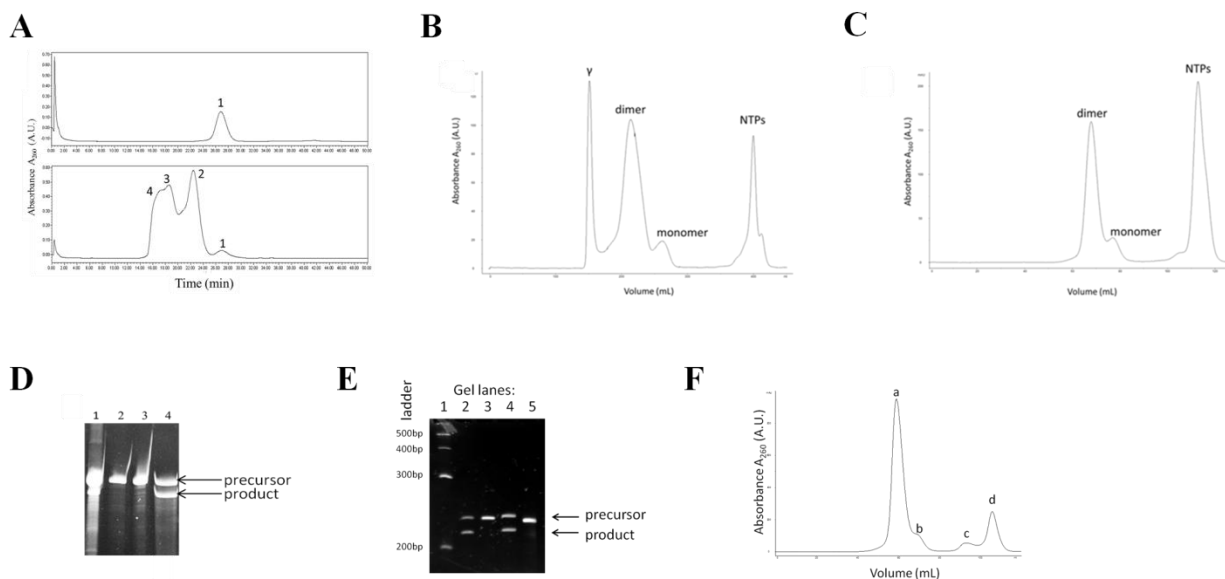 A
1
4
3
2
1
Absorbance A260 (A.U.)
Time (min)
B
γ
dimer
monomer
NTPs
Absorbance A260 (A.U.)
Volume (mL)
C
dimer
monomer
NTPs
Absorbance A260 (A.U.)
Volume (mL)
D
1 2 3 4
precursor
product
E
Gel lanes:
ladder
1 2 3 4 5
500bp
400bp
300bp
200bp
precursor
product
F
a
b
c
d
Absorbance A260 (A.U.)
Volume (mL)